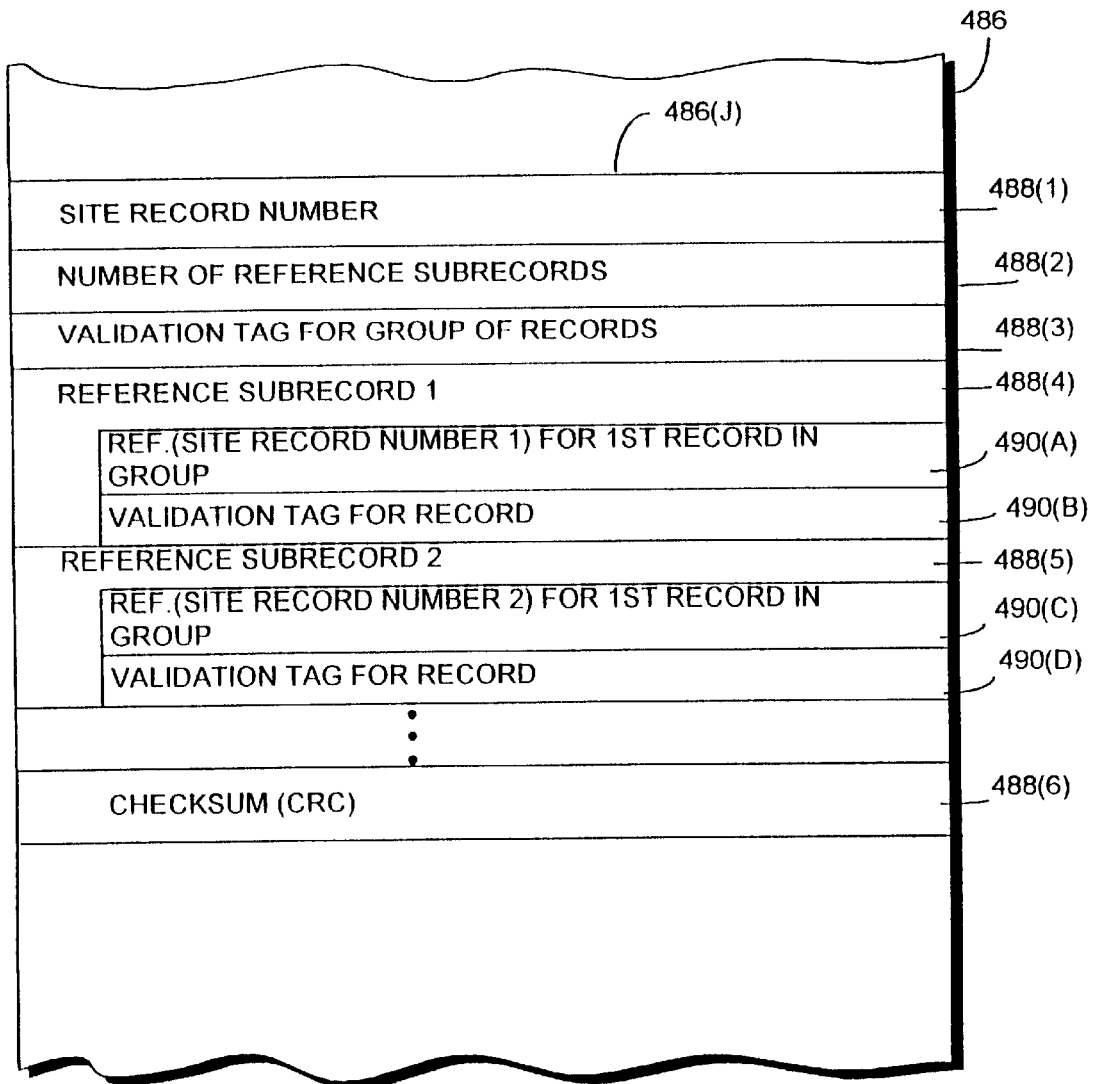 486
486(J)
SITE RECORD NUMBER 488(1)
NUMBER OF REFERENCE SUBRECORDS 488(2)
VALIDATION TAG FOR GROUP OF RECORDS 488(3)
REFERENCE SUBRECORD 1 488(4)
REF.(SITE RECORD NUMBER 1) FOR 1ST RECORD IN
GROUP 490(A)
VALIDATION TAG FOR RECORD 490(B)
REFERENCE SUBRECORD 2 488(5)
REF.(SITE RECORD NUMBER 2) FOR 1ST RECORD IN
GROUP 490(C)
VALIDATION TAG FOR RECORD 490(D)
CHECKSUM (CRC) 488(6)